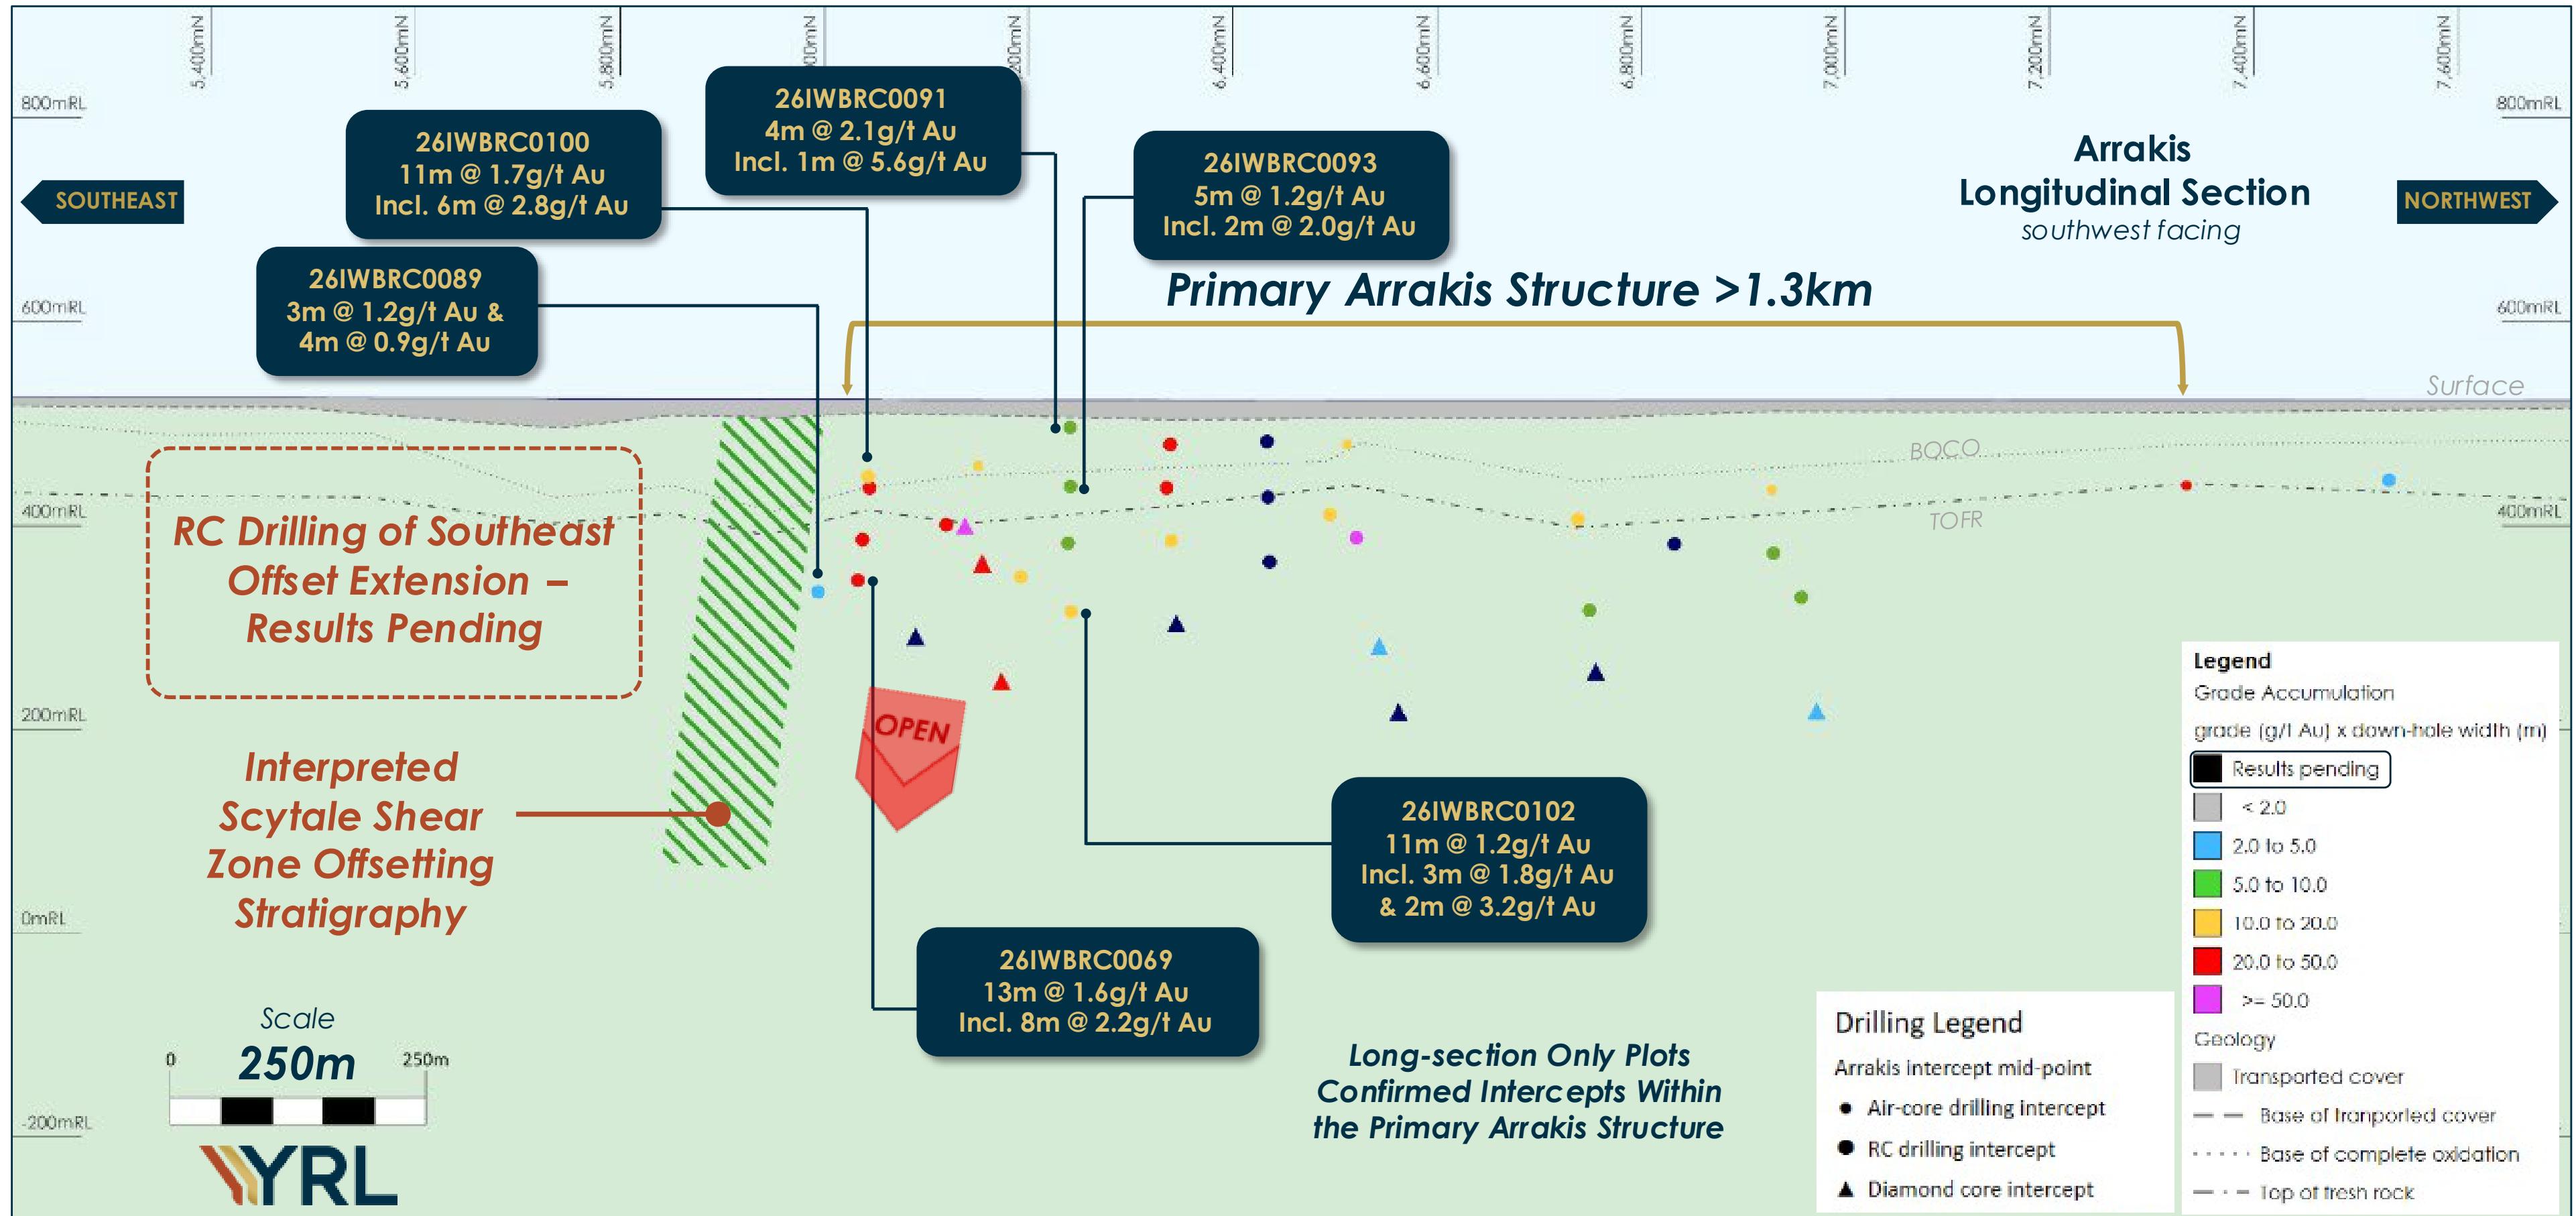 5,400mN
5,600mN
5,800mN
00mN
200mN
6,400mN
6,600mN
6,800mN
7,000mN
7,200mN
7,400mN
7,600mN
800mRL
800mRL
26IWBRC0091
4m @ 2.1g/t Au
Incl. 1m @ 5.6g/t Au
26IWBRC0100
11m @ 1.7g/t Au
Incl. 6m @ 2.8g/t Au
26IWBRC0093
5m @ 1.2g/t Au
Incl. 2m @ 2.0g/t Au
Arrakis
Longitudinal Section
southwest facing
SOUTHEAST
NORTHWEST
26IWBRC0089
3m @ 1.2g/t Au &
4m @ 0.9g/t Au
Primary Arrakis Structure >1.3km
600mRL
600mRL
Surface
BOCO
TOFR
400mRL
400mRL
RC Drilling of Southeast
Offset Extension –
Results Pending
200mRL
OPEN
Interpreted
Scytale Shear
Zone Offsetting
Stratigraphy
0mRL
26IWBRC0102
11m @ 1.2g/t Au
Incl. 3m @ 1.8g/t Au
& 2m @ 3.2g/t Au
26IWBRC0069
13m @ 1.6g/t Au
Incl. 8m @ 2.2g/t Au
Scale
250m
0
250m
-200mRL
YRL
Long-section Only Plots
Confirmed Intercepts Within
the Primary Arrakis Structure
Drilling Legend
Arrakis intercept mid-point
Air-core drilling intercept
RC drilling intercept
Diamond core intercept
Legend
Grade Accumulation
grade (g/t Au) x down-hole width (m)
Results pending
< 2.0
2.0 to 5.0
5.0 to 10.0
10.0 to 20.0
20.0 to 50.0
>= 50.0
Geology
Transported cover
Base of tranported cover
Base of complete oxidation
Top of fresh rock